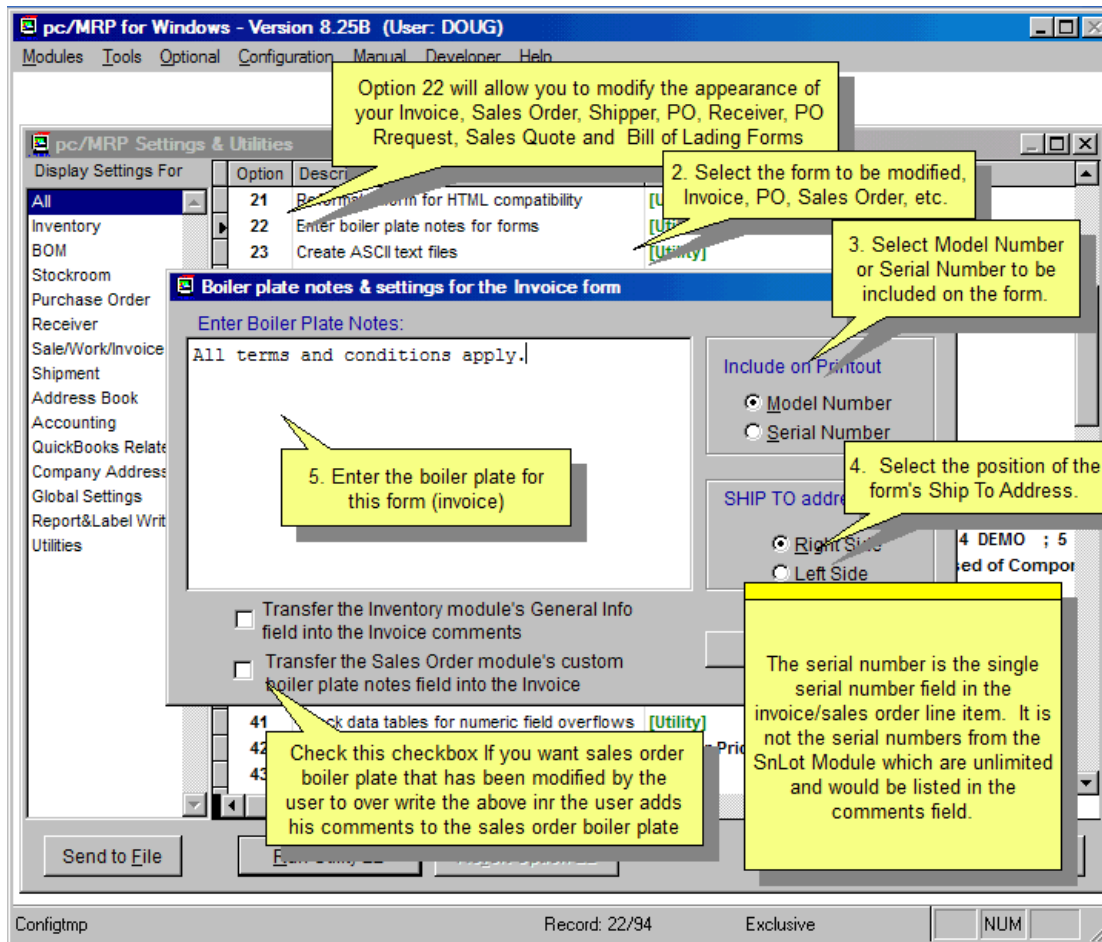 pc/MRP for Windows - Version 8.25B (User: DOUG)
Modules Tools Optional Configuration Manual Developer Help
Option 22 will allow you to modify the appearance of
your Invoice, Sales Order, Shipper, PO, Receiver, PO
Rrequest, Sales Quote and Bill of Lading Forms
pc/MRP Settings & Utilities
Display Settings For
Option
All
Inventory
BOM
Stockroom
Purchase Order
Receiver
Sale/Work/Invoice
Shipment
Address Book
Accounting
QuickBooks
Company Address
Global Settings
Report&Label
Utilities
21 form for HTML compatibility
22 Enter boiler plate notes for forms
23 Create ASCII text files [Utility]
2. Select the form to be modified,
Invoice, PO, Sales Order, etc.
3. Select Model Number
or Serial Number to be
included on the form.
Boiler plate notes & settings for the Invoice form
Enter Boiler Plate Notes:
All terms and conditions apply.
Include on Printout
Model Number
Serial Number
4. Select the position of the
form's Ship To Address.
5. Enter the boiler plate for
this form (invoice)
SHIP TO
Right Side
Left Side
4 DEMO ; 5
of
Transfer the Inventory module's General Info
field into the Invoice comments
Transfer the Sales Order module's custom
boiler plate notes field into the Invoice
The serial number is the single
serial number field in the
invoice/sales order line item. It is
not the serial numbers from the
SnLot Module which are unlimited
and would be listed in the
comments field.
41 data tables for numeric field overflows [Utility]
42
43
Check this checkbox If you want sales order
boiler plate that has been modified by the
user to over write the above inr the user adds
his comments to the sales order boiler plate
Send to File
Configtmp Record: 22/94 Exclusive NUM